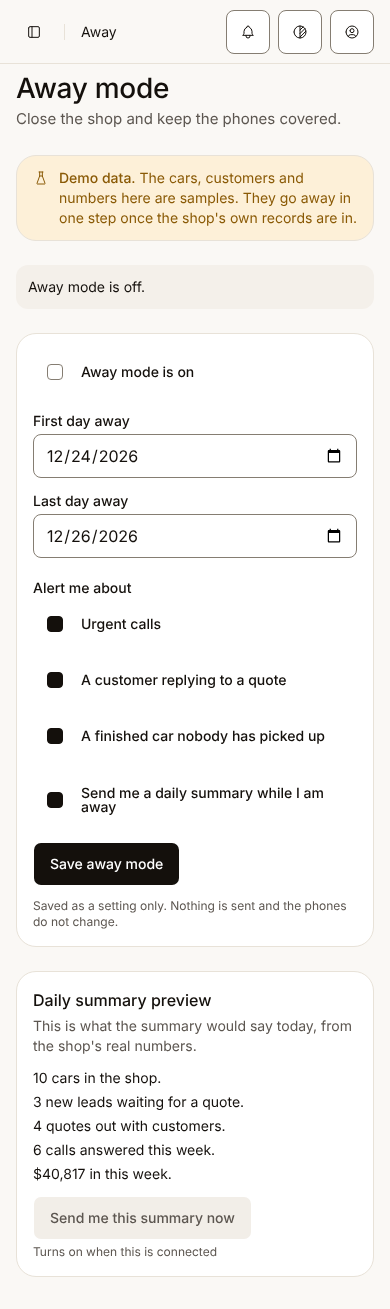 Away
Away mode
Close the shop and keep the phones covered.
Demo data. The cars, customers and
numbers here are samples. They go away in
one step once the shop's own records are in.
Away mode is off.
Away mode is on
First day away
12/24/2026
Last day away
12/26/2026
Alert me about
Urgent calls
A customer replying to a quote
A finished car nobody has picked up
Send me a daily summary while I am
away
Save away mode
Saved as a setting only. Nothing is sent and the phones
do not change.
Daily summary preview
This is what the summary would say today, from
the shop's real numbers.
10 cars in the shop.
3 new leads waiting for a quote.
4 quotes out with customers.
6 calls answered this week.
$40,817 in this week.
Send me this summary now
Turns on when this is connected